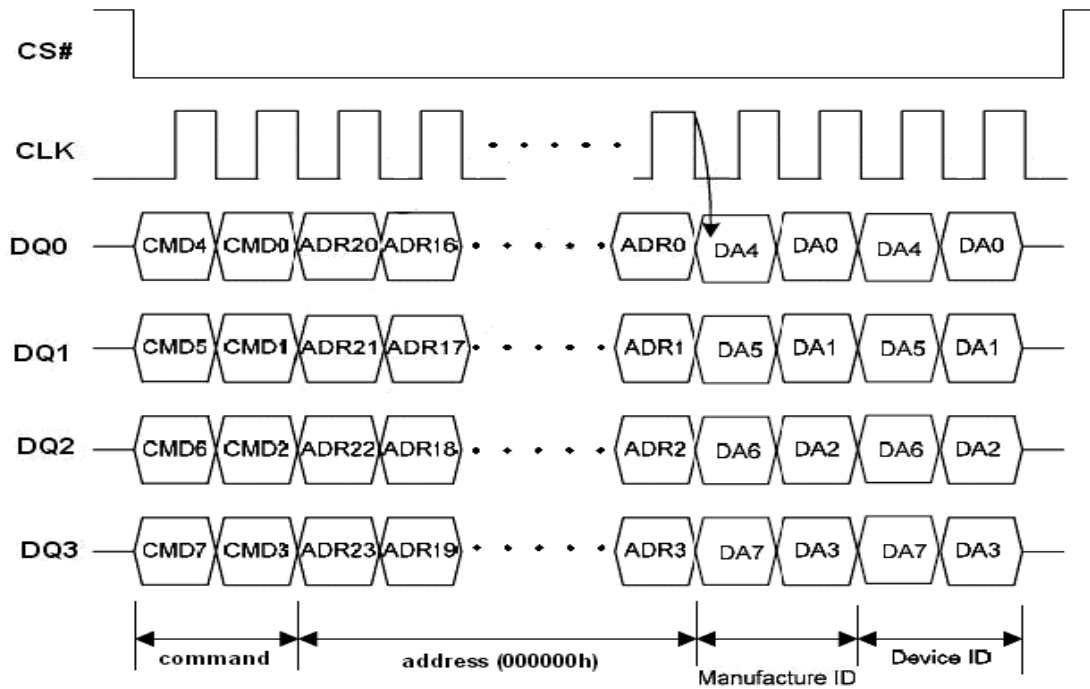 CS#
CLK
DQ0 CMD4 CMD0 ADR20 ADR16 ADR0 DA4 DA0 DA4 DA0
DQ1 CMD5 CMD1 ADR21 ADR17 ADR1 DA5 DA1 DA5 DA1
DQ2 CMD6 CMD2 ADR22 ADR18 ADR2 DA6 DA2 DA6 DA2
DQ3 CMD7 CMD3 ADR23 ADR19 ADR3 DA7 DA3 DA7 DA3
command address (000000h) Manufacture ID Device ID